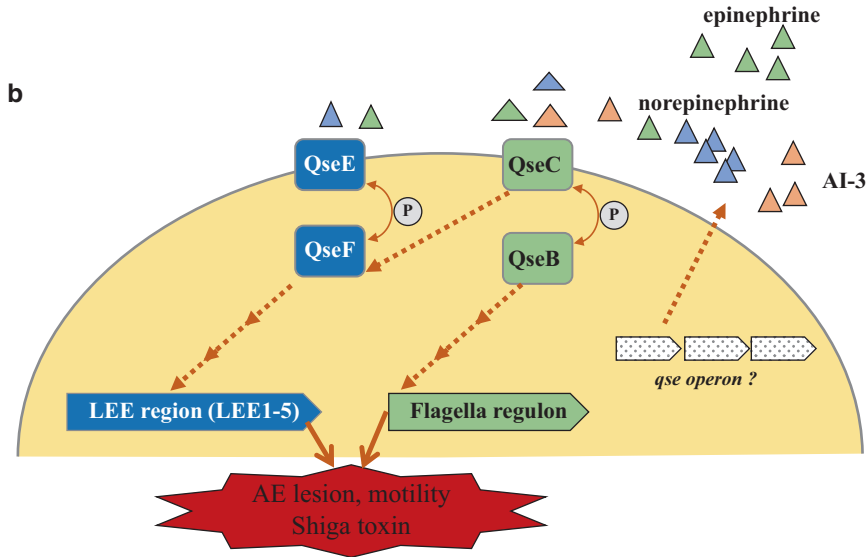 epinephrine
b
norepinephrine
QseE
QseC
AI-3
P
P
QseF
QseB
qse operon ?
LEE region (LEE1-5)
Flagella regulon
AE lesion, motility
Shiga toxin